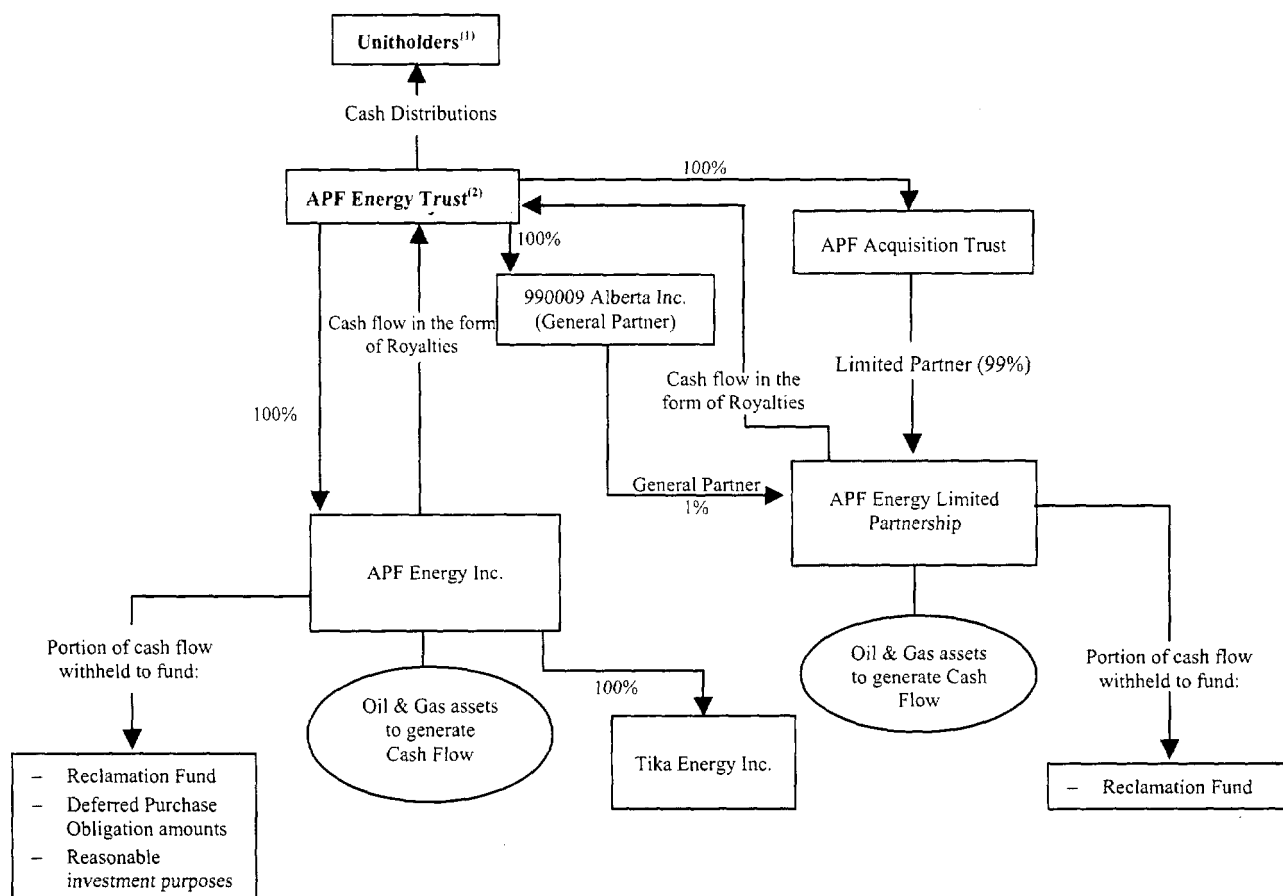 Unitholders(1)
Cash Distributions
100%
APF Energy Trust(2)
100%
APF Acquisition Trust
990009 Alberta Inc.
(General Partner)
Cash flow in the form
of Royalties
Limited Partner (99%)
Cash flow in the
form of Royalties
100%
General Partner
1%
APF Energy Limited
Partnership
APF Energy Inc.
Portion of cash flow
withheld to fund:
Oil & Gas assets
to generate Cash
Flow
Portion of cash flow
withheld to fund:
100%
Oil & Gas assets
to generate
Cash Flow
Tika Energy Inc.
– Reclamation Fund
– Deferred Purchase
Obligation amounts
– Reasonable
investment purposes
– Reclamation Fund